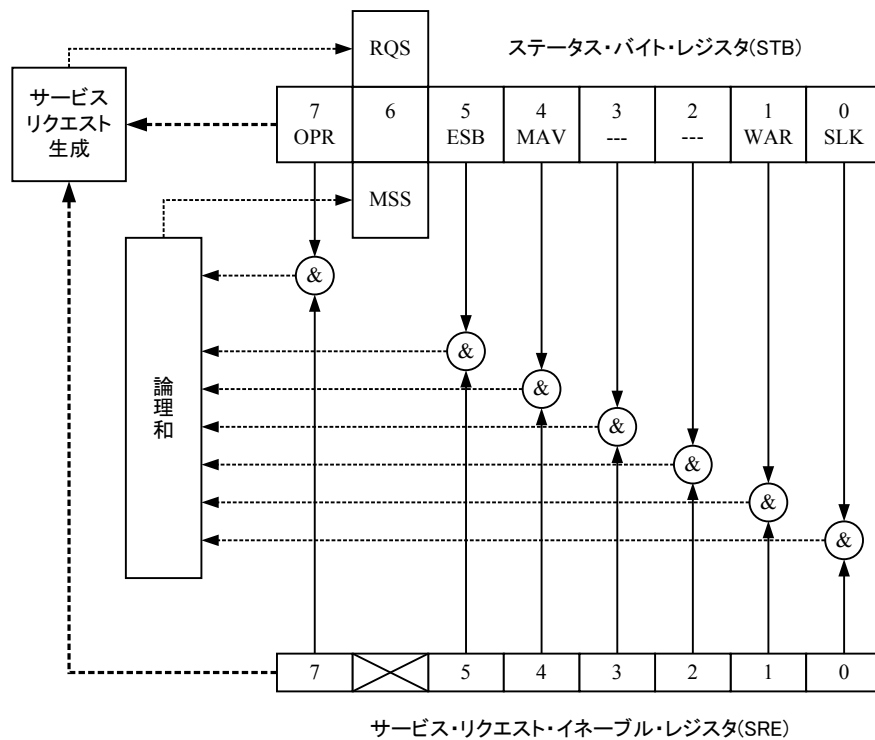 RQS
ステータス・バイト・レジスタ(STB)
サービス
リクエスト
生成
7 6 5 4 3 2 1 0
OPR ESB MAV --- --- WAR SLK
MSS
&
&
&
&
&
&
&
論理和
7 5 4 3 2 1 0
サービス・リクエスト・イネーブル・レジスタ(SRE)